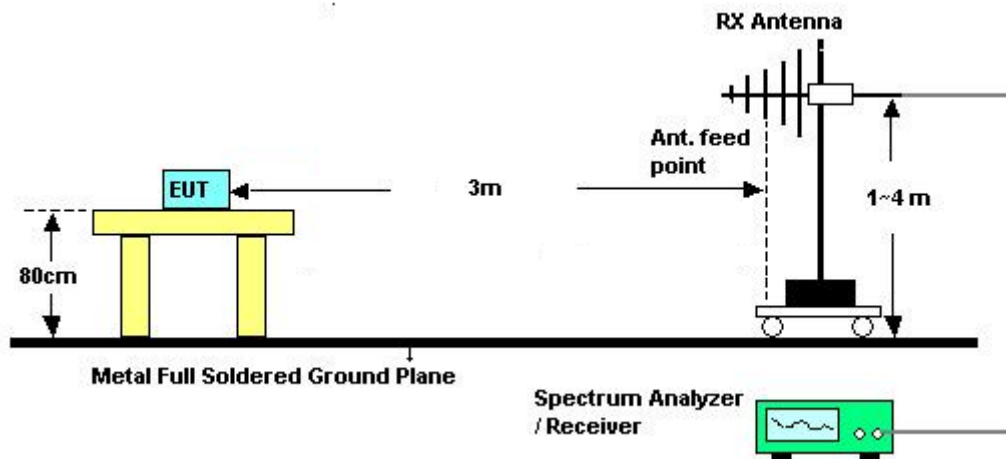 RX Antenna
Ant. feed
point
EUT
3m
1~4 m
80cm
Metal Full Soldered Ground Plane
Spectrum Analyzer
/ Receiver